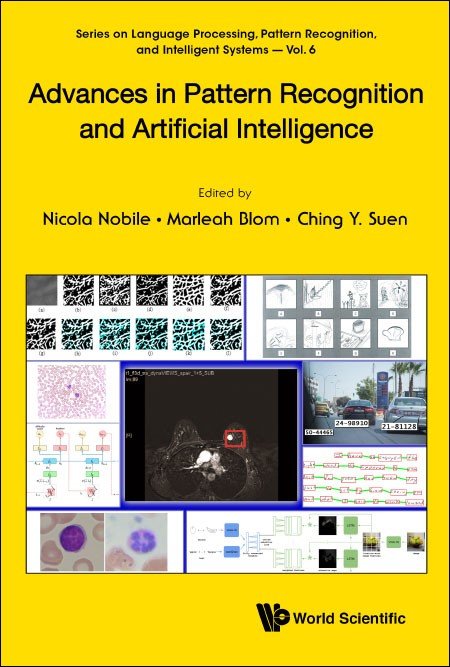 Series on Language Processing, Pattern Recognition,
and Intelligent Systems — Vol. 6
Advances in Pattern Recognition
and Artificial Intelligence
Edited by
Nicola Nobile • Marleah Blom • Ching Y. Suen
(a) (b) (c) (d) (e) (f)
(g) (h) (i) (j) (k) (l)
50-44465
24-98910
21-81128
World Scientific